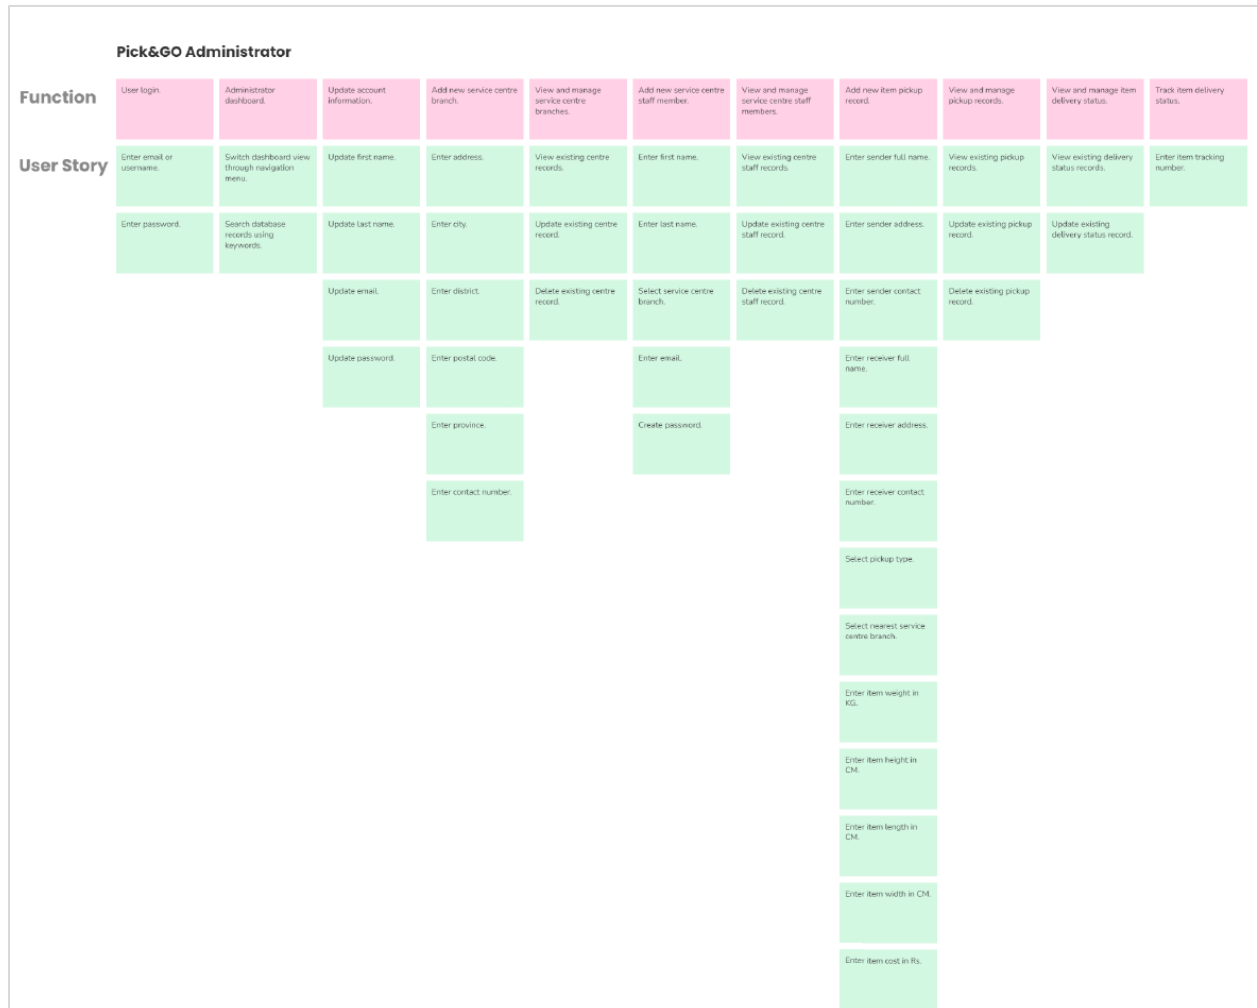 Pick&GO Administrator
Function
User login.
Administrator
dashboard.
Update account
information.
Add new service centre
branch.
View and manage
service centre
branches.
Add new service centre
staff member.
View and manage
service centre staff
members.
Add new item pickup
record.
View and manage
pickup records.
View and manage item
delivery status.
Track item delivery
status.
User Story
Enter email or
username.
Switch dashboard view
through navigation
menu.
Update first name.
Enter address.
View existing centre
records.
Enter first name.
View existing centre
staff records.
Enter sender full name.
View existing pickup
records.
View existing delivery
status records.
Enter item tracking
number.
Enter password.
Search database
records using
keywords.
Update last name.
Enter city.
Update existing centre
record.
Enter last name.
Update existing centre
staff record.
Enter sender address.
Update existing pickup
record.
Update existing
delivery status record.
Update email.
Enter district.
Delete existing centre
record.
Select service centre
branch.
Delete existing centre
staff record.
Enter sender contact
number.
Delete existing pickup
record.
Update password.
Enter postal code.
Enter email.
Enter receiver full
name.
Enter province.
Create password.
Enter receiver address.
Enter contact number.
Enter receiver contact
number.
Select pickup type.
Select nearest service
centre branch.
Enter item weight in
KG.
Enter item height in
CM.
Enter item length in
CM.
Enter item width in CM.
Enter item cost in Rs.